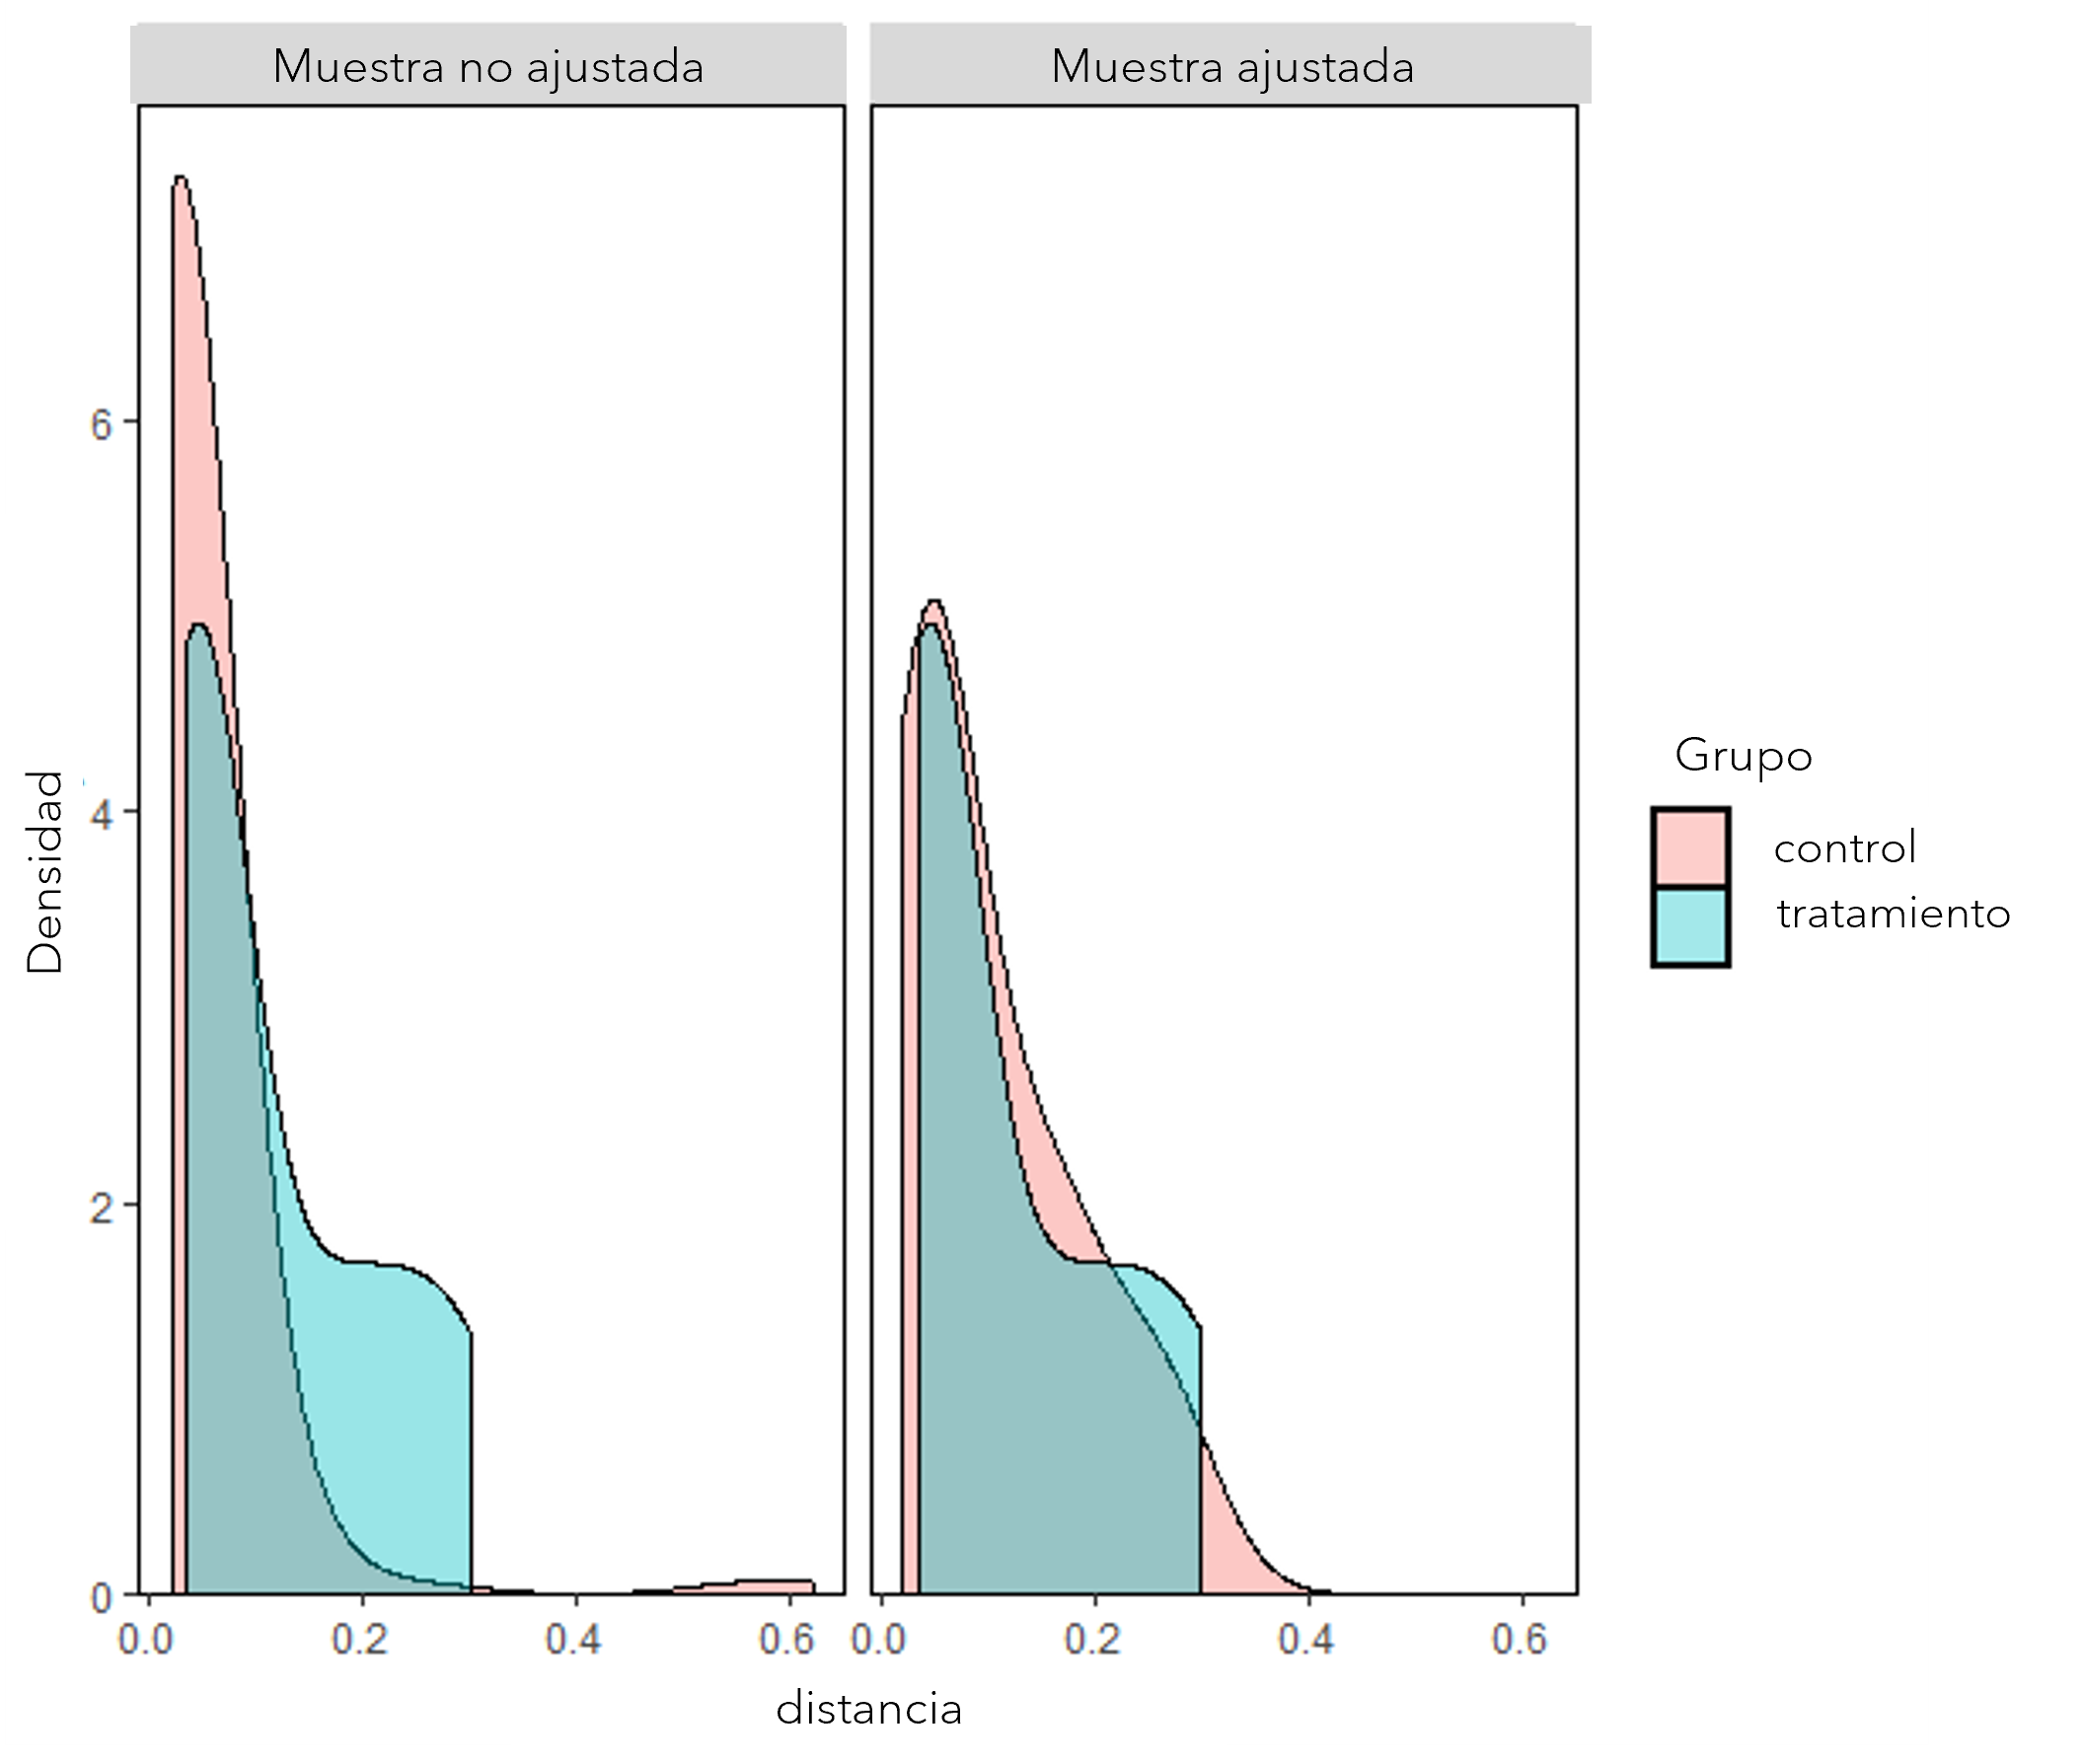 Muestra no ajustada
Muestra ajustada
Densidad
6
4
2
0
0.0 0.2 0.4 0.6
0.0 0.2 0.4 0.6
distancia
Grupo
control
tratamiento